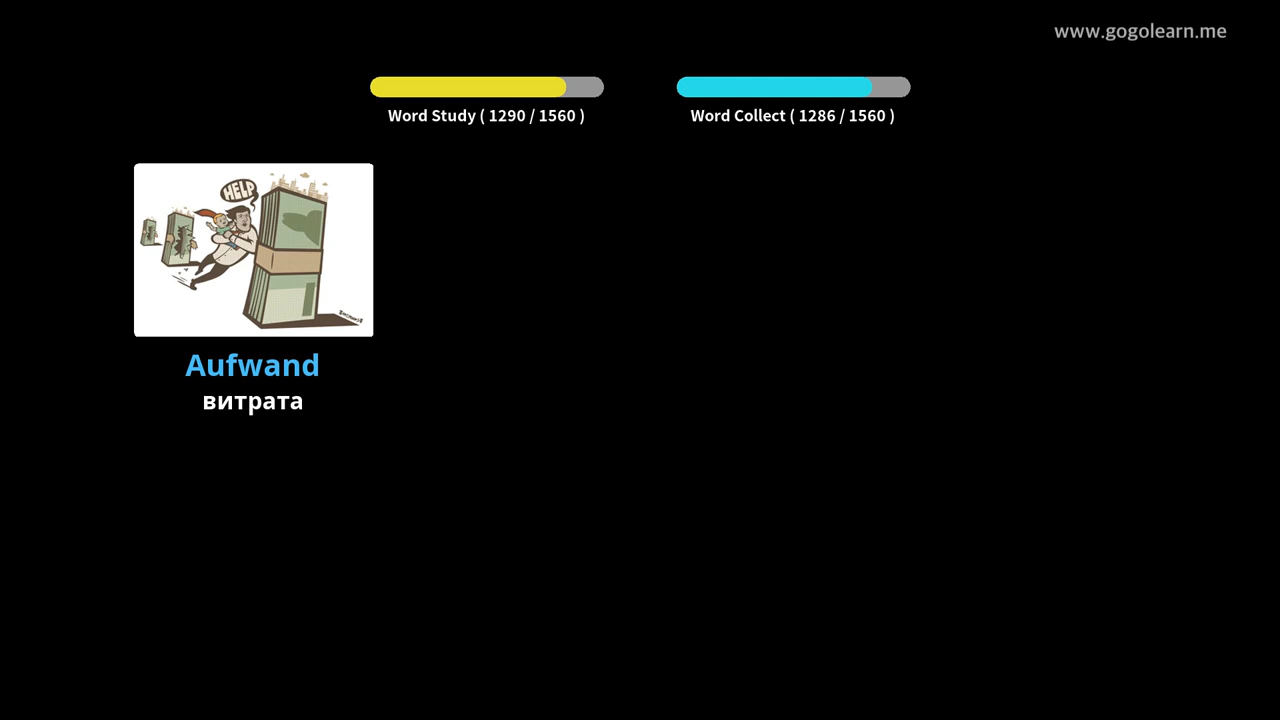 www.gogolearn.me
Word Study ( 1290 / 1560 )
Word Collect ( 1286 / 1560 )
HELP
Aufwand
витрата